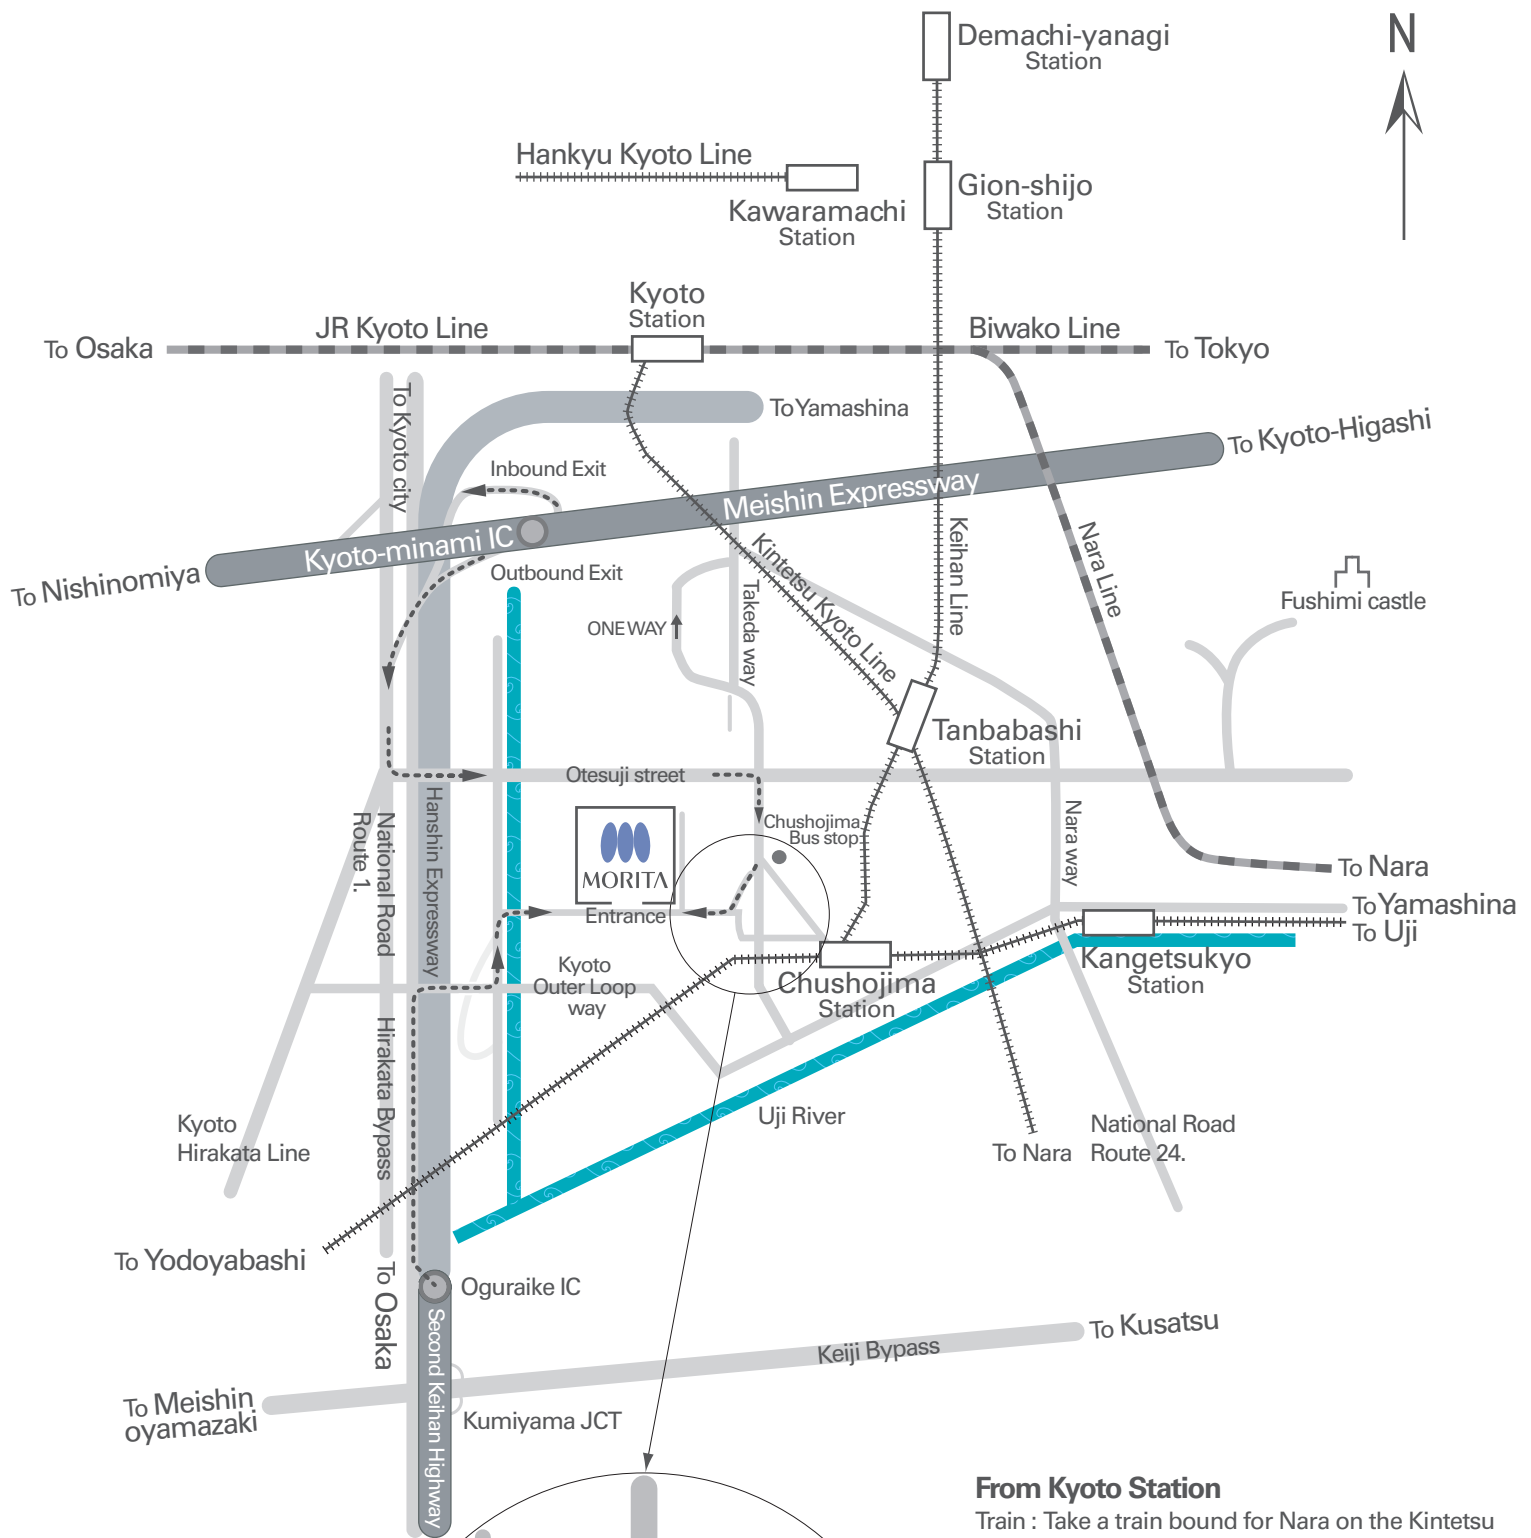 N
Demachi-yanagi
Station
Hankyu Kyoto Line
Kawaramachi
Station
Gion-shijo
Station
Kyoto
Station
JR Kyoto Line
Biwako Line
To Osaka
To Tokyo
To Kyoto city
To Yamashina
To Kyoto-Higashi
Inbound Exit
Meishin Expressway
Kyoto-minami IC
To Nishinomiya
Outbound Exit
Kintetsu Kyoto Line
Keihan Line
Nara Line
Fushimi castle
ONE WAY
Takeda way
Tanbabashi
Station
Otesuji street
Hanshin Expressway
National Road
Route 1.
MORITA
Entrance
Chushojima
Bus stop
Nara way
To Nara
To Yamashina
To Uji
Kangetsukyo
Station
Chushojima
Station
Kyoto
Outer Loop
way
Hirakata Bypass
Kyoto
Hirakata Line
Uji River
To Nara
National Road
Route 24.
To Yodoyabashi
To Osaka
Oguraike IC
Second Keihan Highway
Keiji Bypass
To Kusatsu
To Meishin
oyamazaki
Kumiyama JCT
From Kyoto Station
Train : Take a train bound for Nara on the Kintetsu